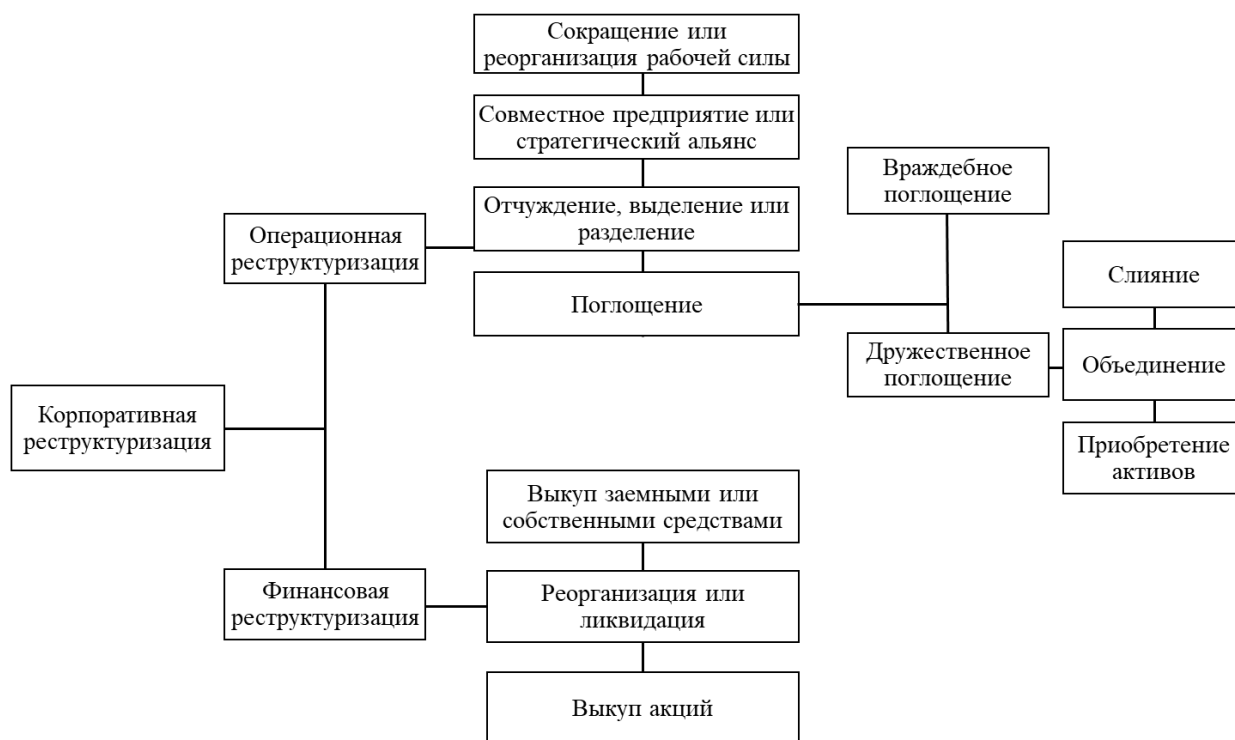 Сокращение или
реорганизация рабочей силы
Совместное предприятие или
стратегический альянс
Враждебное
поглощение
Отчуждение, выделение или
разделение
Операционная
реструктуризация
Слияние
Поглощение
Дружественное
поглощение
Объединение
Корпоративная
реструктуризация
Приобретение
активов
Выкуп заемными или
собственными средствами
Финансовая
реструктуризация
Реорганизация или
ликвидация
Выкуп акций